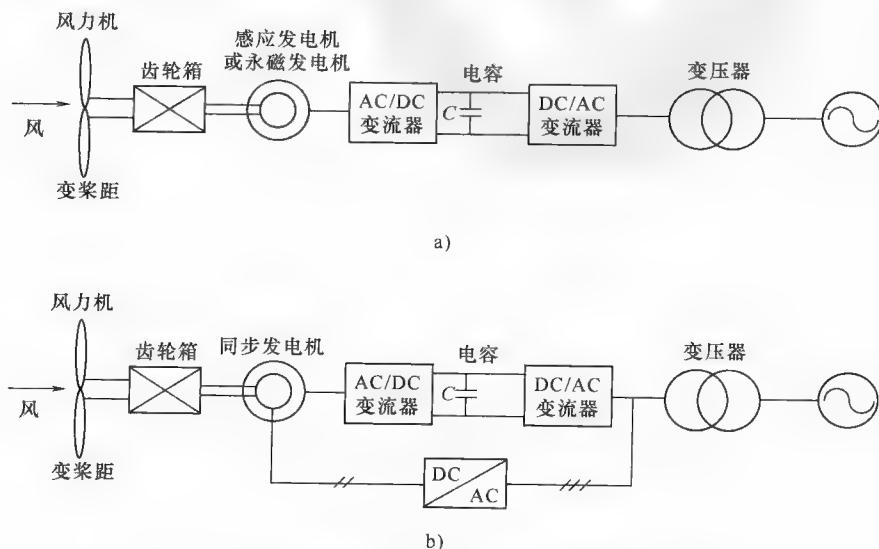 风力机
齿轮箱
感应发电机
或永磁发电机
AC/DC
变流器
电容
C
DC/AC
变流器
变压器
风
变桨距
a)
风力机
齿轮箱
同步发电机
AC/DC
变流器
电容
C
DC/AC
变流器
变压器
风
变桨距
DC
AC
b)